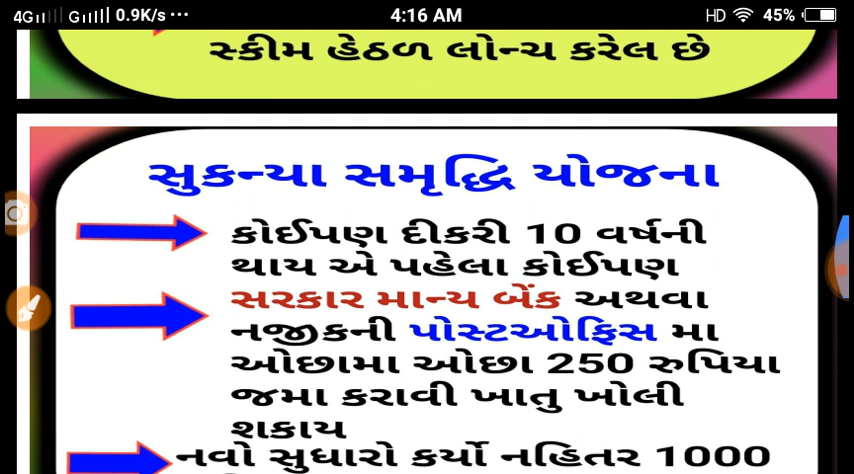 4G G 0.9K/s ··· 4:16 AM HD 45%
સ્કીમ હેઠળ લોન્ચ કરેલ છે
સુકન્યા સમૃદ્ધિ યોજના
કોઈપણ દીકરી 10 વર્ષની
થાય એ પહેલા કોઈપણ
સરકાર માન્ય બેંક અથવા
નજીકની પોસ્ટઓફિસ મા
ઓછામા ઓછા 250 રુપિયા
જમા કરાવી ખાતુ ખોલી
શકાય
નવો સુધારો કર્યો નહિતર 1000